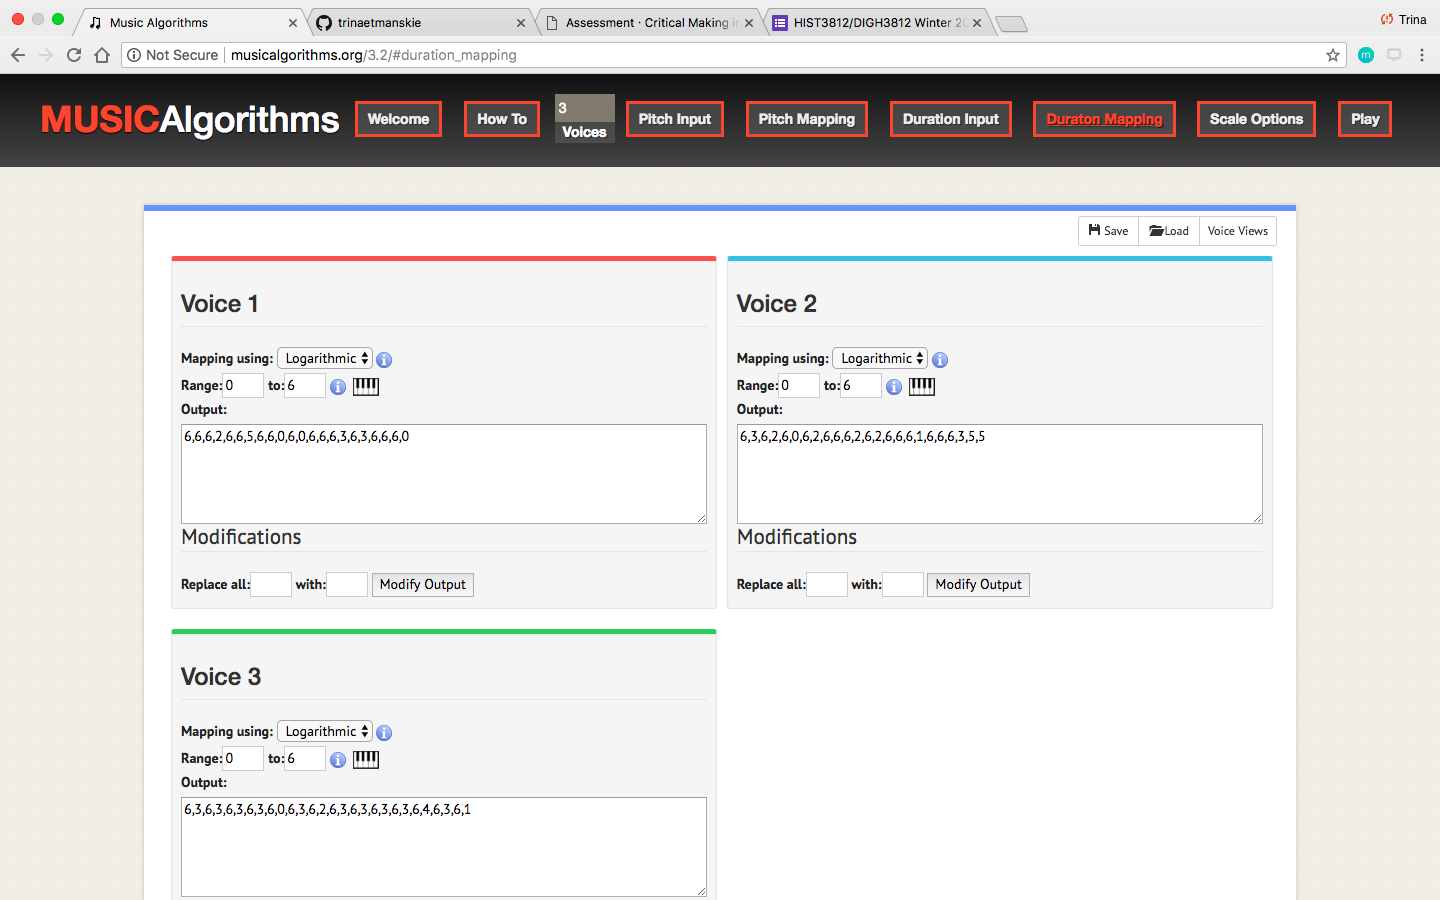 Music Algorithms
trinaetmanskie
Assessment · Critical Making in
HIST3812/DIGH3812 Winter 20
Trina
Not Secure
musicalgorithms.org/3.2/#duration_mapping
m
MUSICAlgorithms
Welcome
How To
3
Voices
Pitch Input
Pitch Mapping
Duration Input
Duraton Mapping
Scale Options
Play
Save
Load
Voice Views
Voice 1
Mapping using: Logarithmic
Range: 0 to: 6
Output:
6,6,6,2,6,6,5,6,6,0,6,0,6,6,6,3,6,3,6,6,6,0
Modifications
Replace all: with: Modify Output
Voice 2
Mapping using: Logarithmic
Range: 0 to: 6
Output:
6,3,6,2,6,0,6,2,6,6,6,2,6,2,6,6,6,1,6,6,6,3,5,5
Modifications
Replace all: with: Modify Output
Voice 3
Mapping using: Logarithmic
Range: 0 to: 6
Output:
6,3,6,3,6,3,6,3,6,0,6,3,6,2,6,3,6,3,6,3,6,3,6,4,6,3,6,1